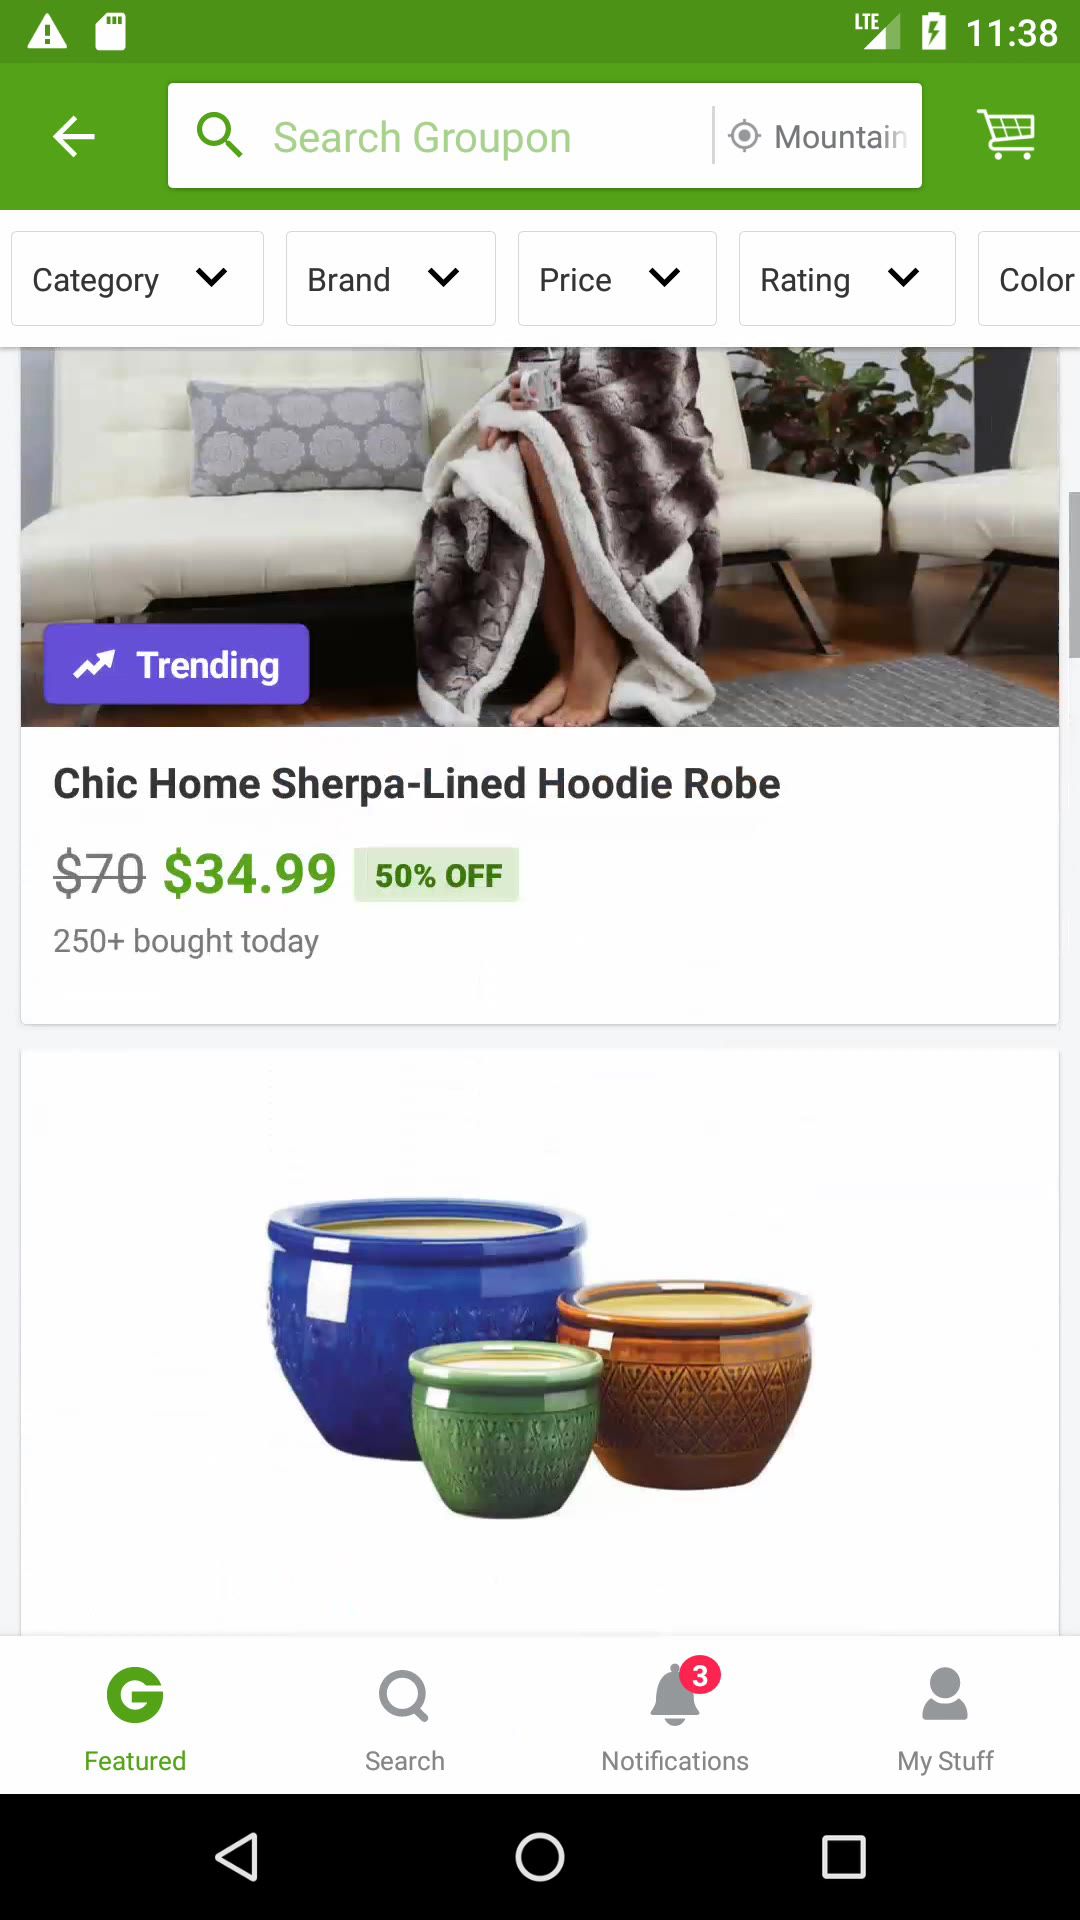 LTE 11:38
Search Groupon Mountain
Category Brand Price Rating Color
Trending
Chic Home Sherpa-Lined Hoodie Robe
$70 $34.99 50% OFF
250+ bought today
3
Featured Search Notifications My Stuff